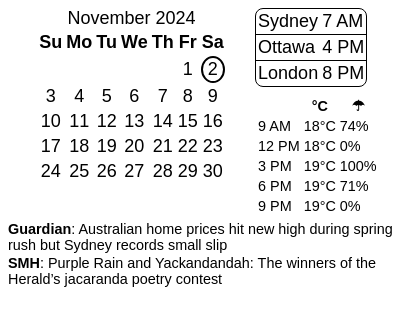 November 2024
Su Mo Tu We Th Fr Sa
1 2
3 4 5 6 7 8 9
10 11 12 13 14 15 16
17 18 19 20 21 22 23
24 25 26 27 28 29 30
Sydney 7 AM
Ottawa 4 PM
London 8 PM
°C ☂
9 AM 18°C 74%
12 PM 18°C 0%
3 PM 19°C 100%
6 PM 19°C 71%
9 PM 19°C 0%
Guardian: Australian home prices hit new high during spring
rush but Sydney records small slip
SMH: Purple Rain and Yackandandah: The winners of the
Herald’s jacaranda poetry contest